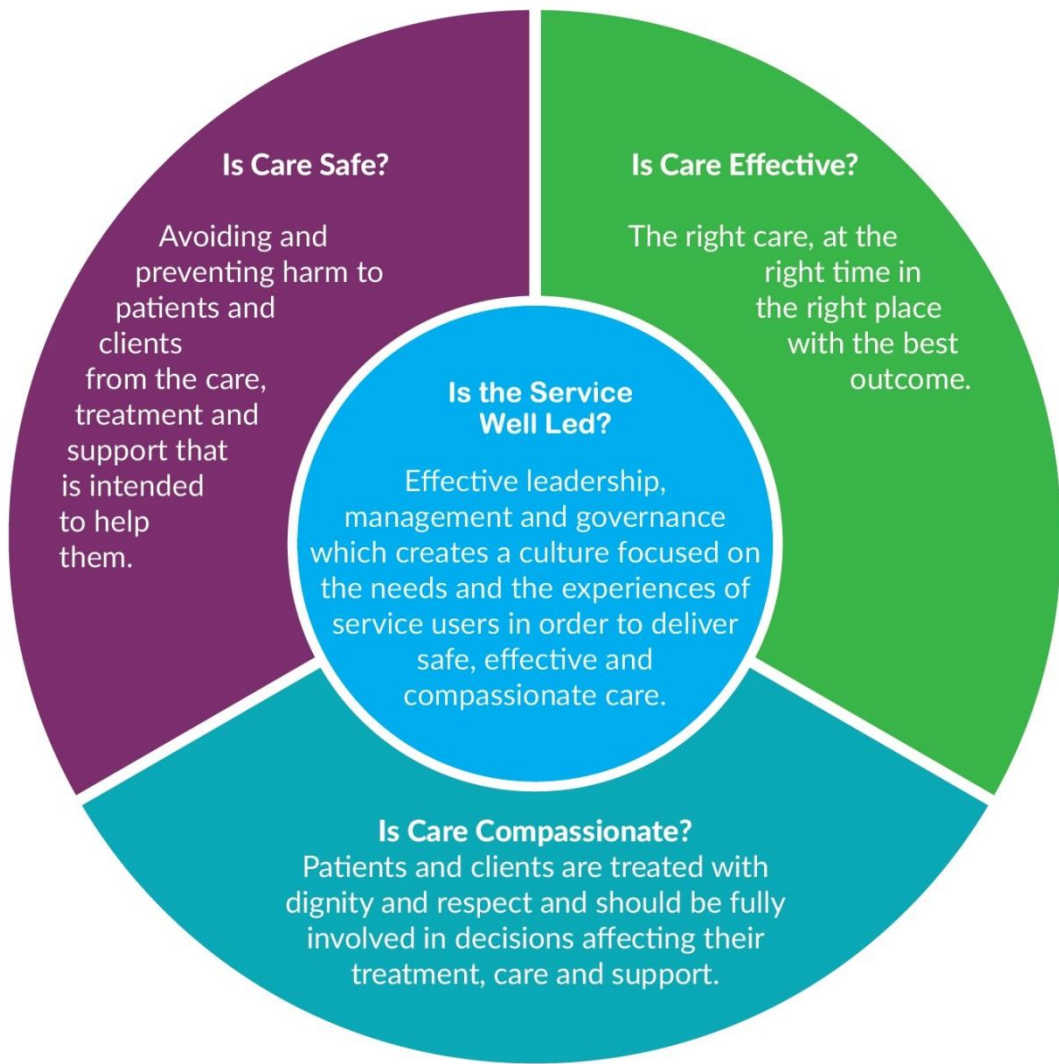 Is Care Safe?
Avoiding and
preventing harm to
patients and
clients
from the care,
treatment and
support that
is intended
to help
them.
Is Care Effective?
The right care, at the
right time in
the right place
with the best
outcome.
Is the Service
Well Led?
Effective leadership,
management and governance
which creates a culture focused on
the needs and the experiences of
service users in order to deliver
safe, effective and
compassionate care.
Is Care Compassionate?
Patients and clients are treated with
dignity and respect and should be fully
involved in decisions affecting their
treatment, care and support.